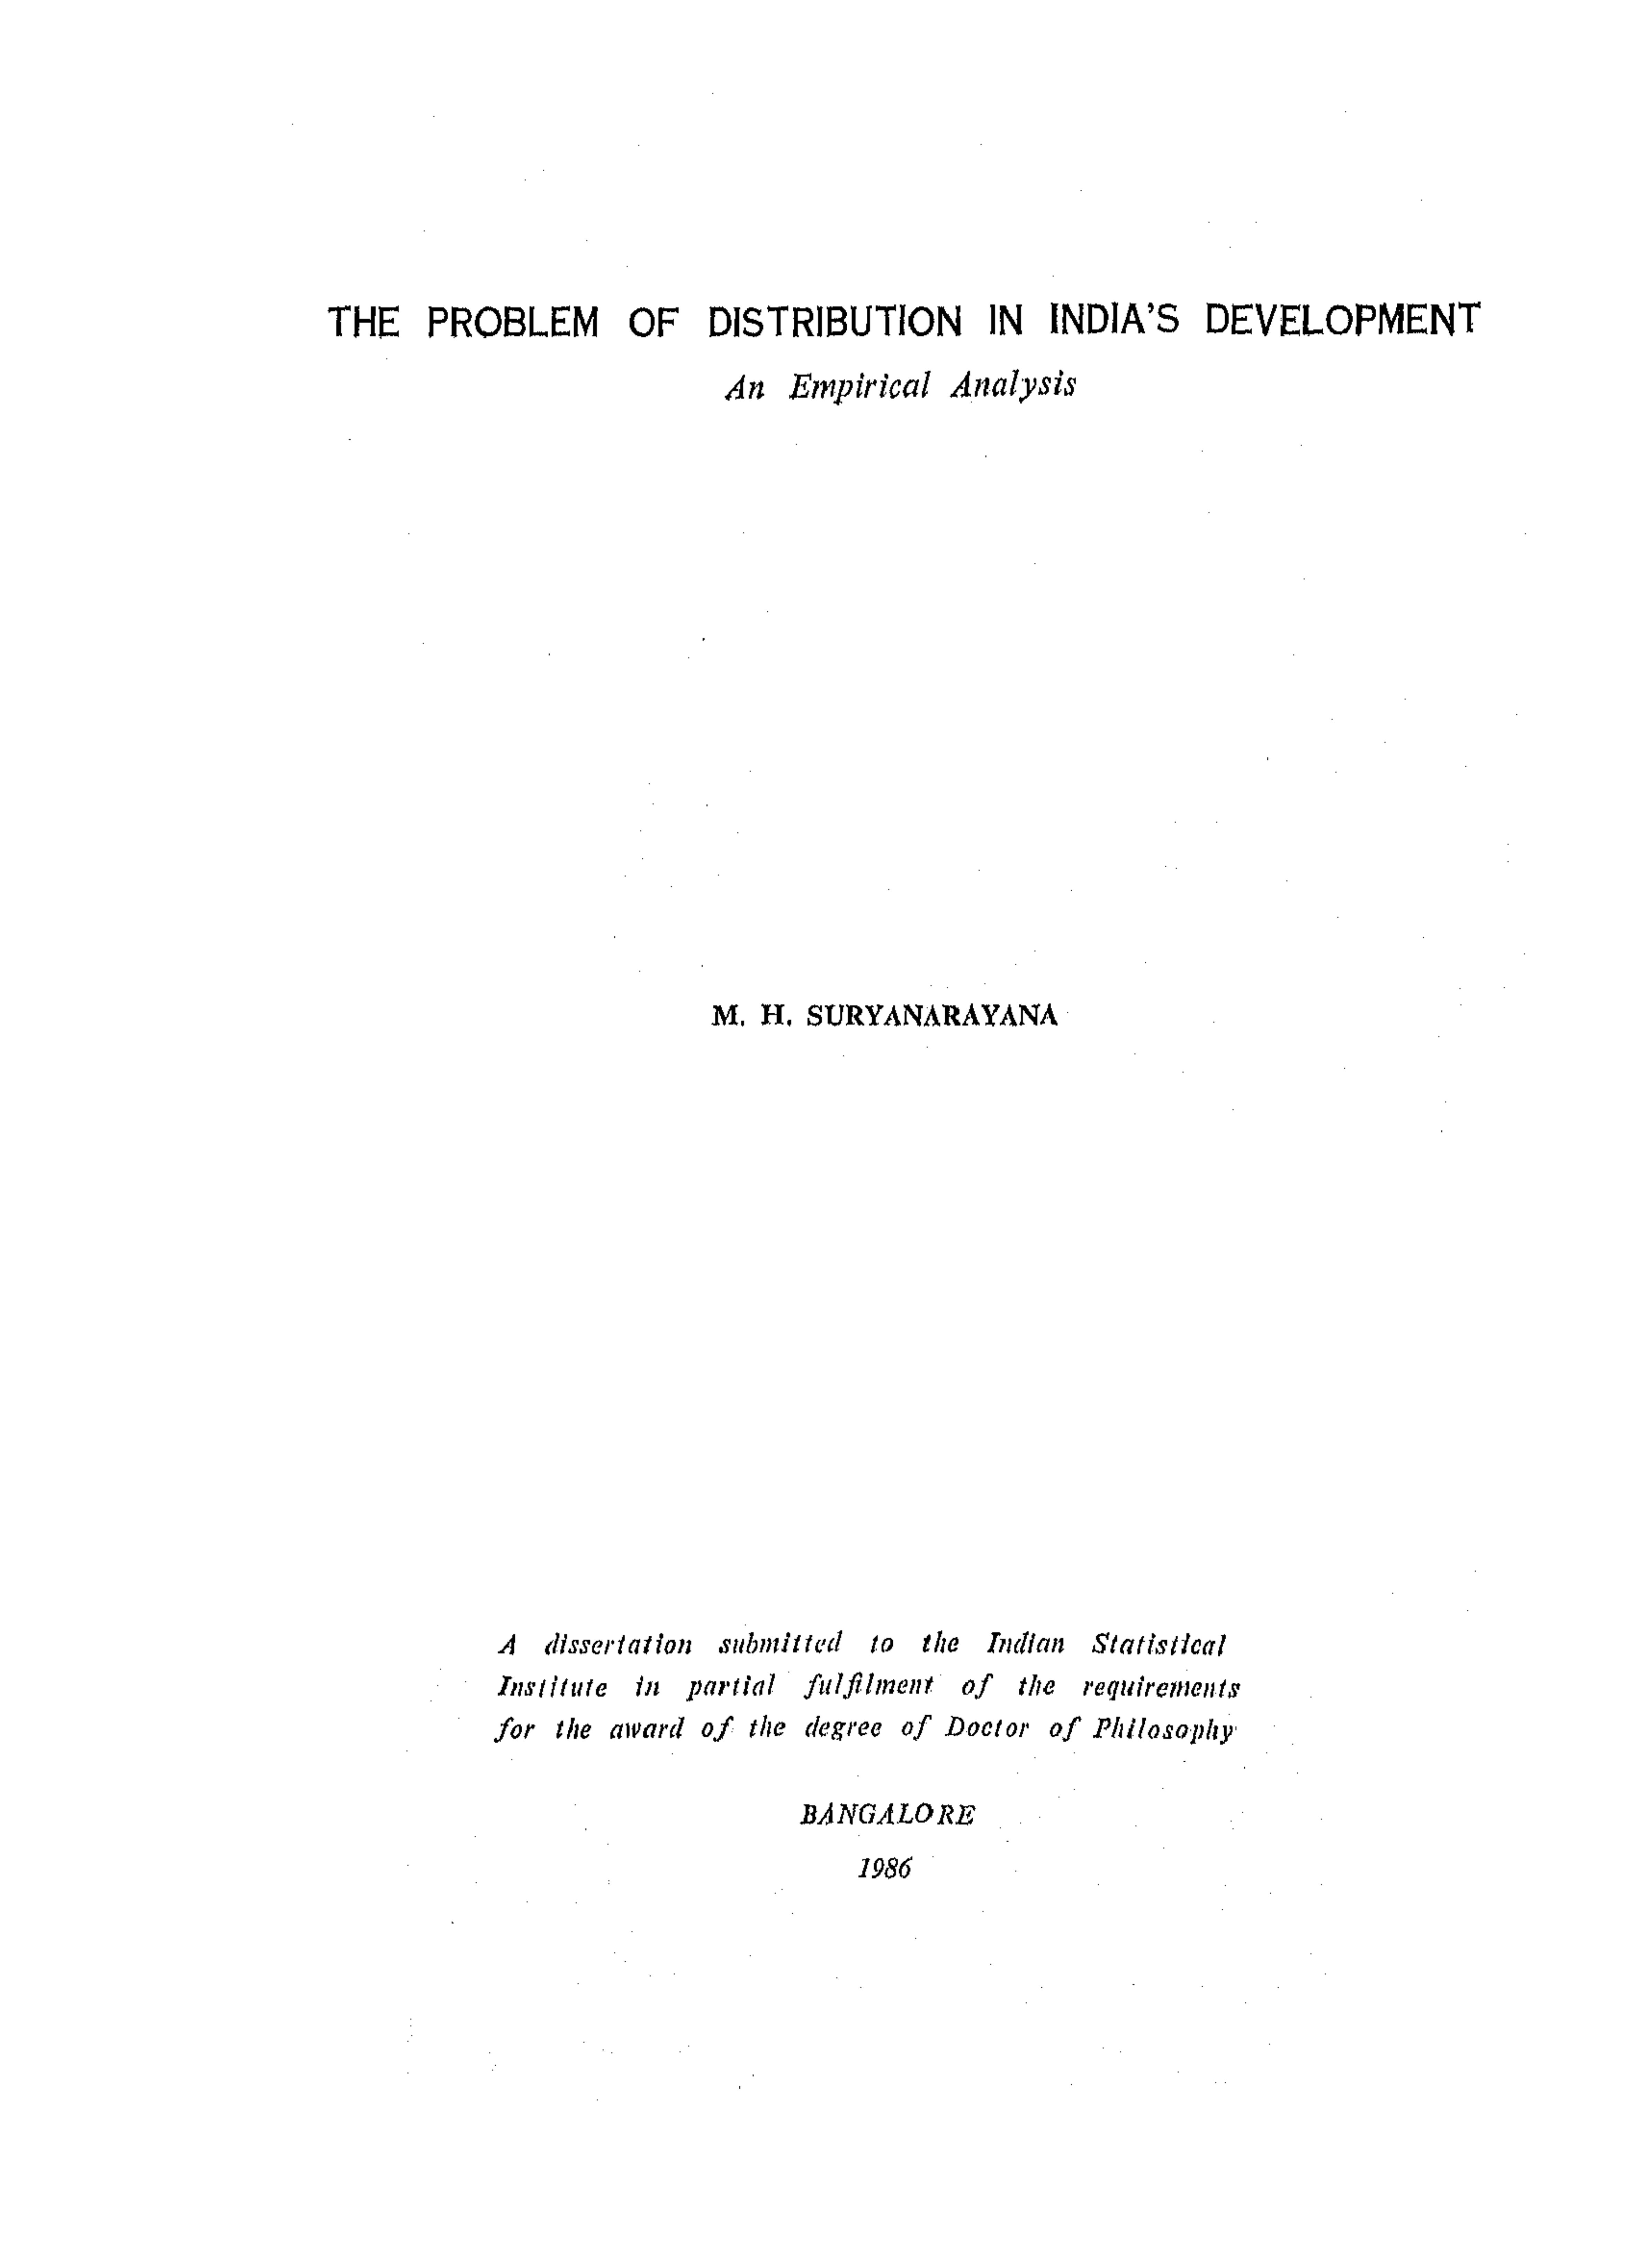 THE PROBLEM OF DISTRIBUTION IN INDIA'S DEVELOPMENT
An Empirical Analysis
M. H. SURYANARAYANA
A dissertation submitted to the Indian Statistical
Institute in partial fulfilment of the requirements
for the award of the degree of Doctor of Philosophy
BANGALORE
1986